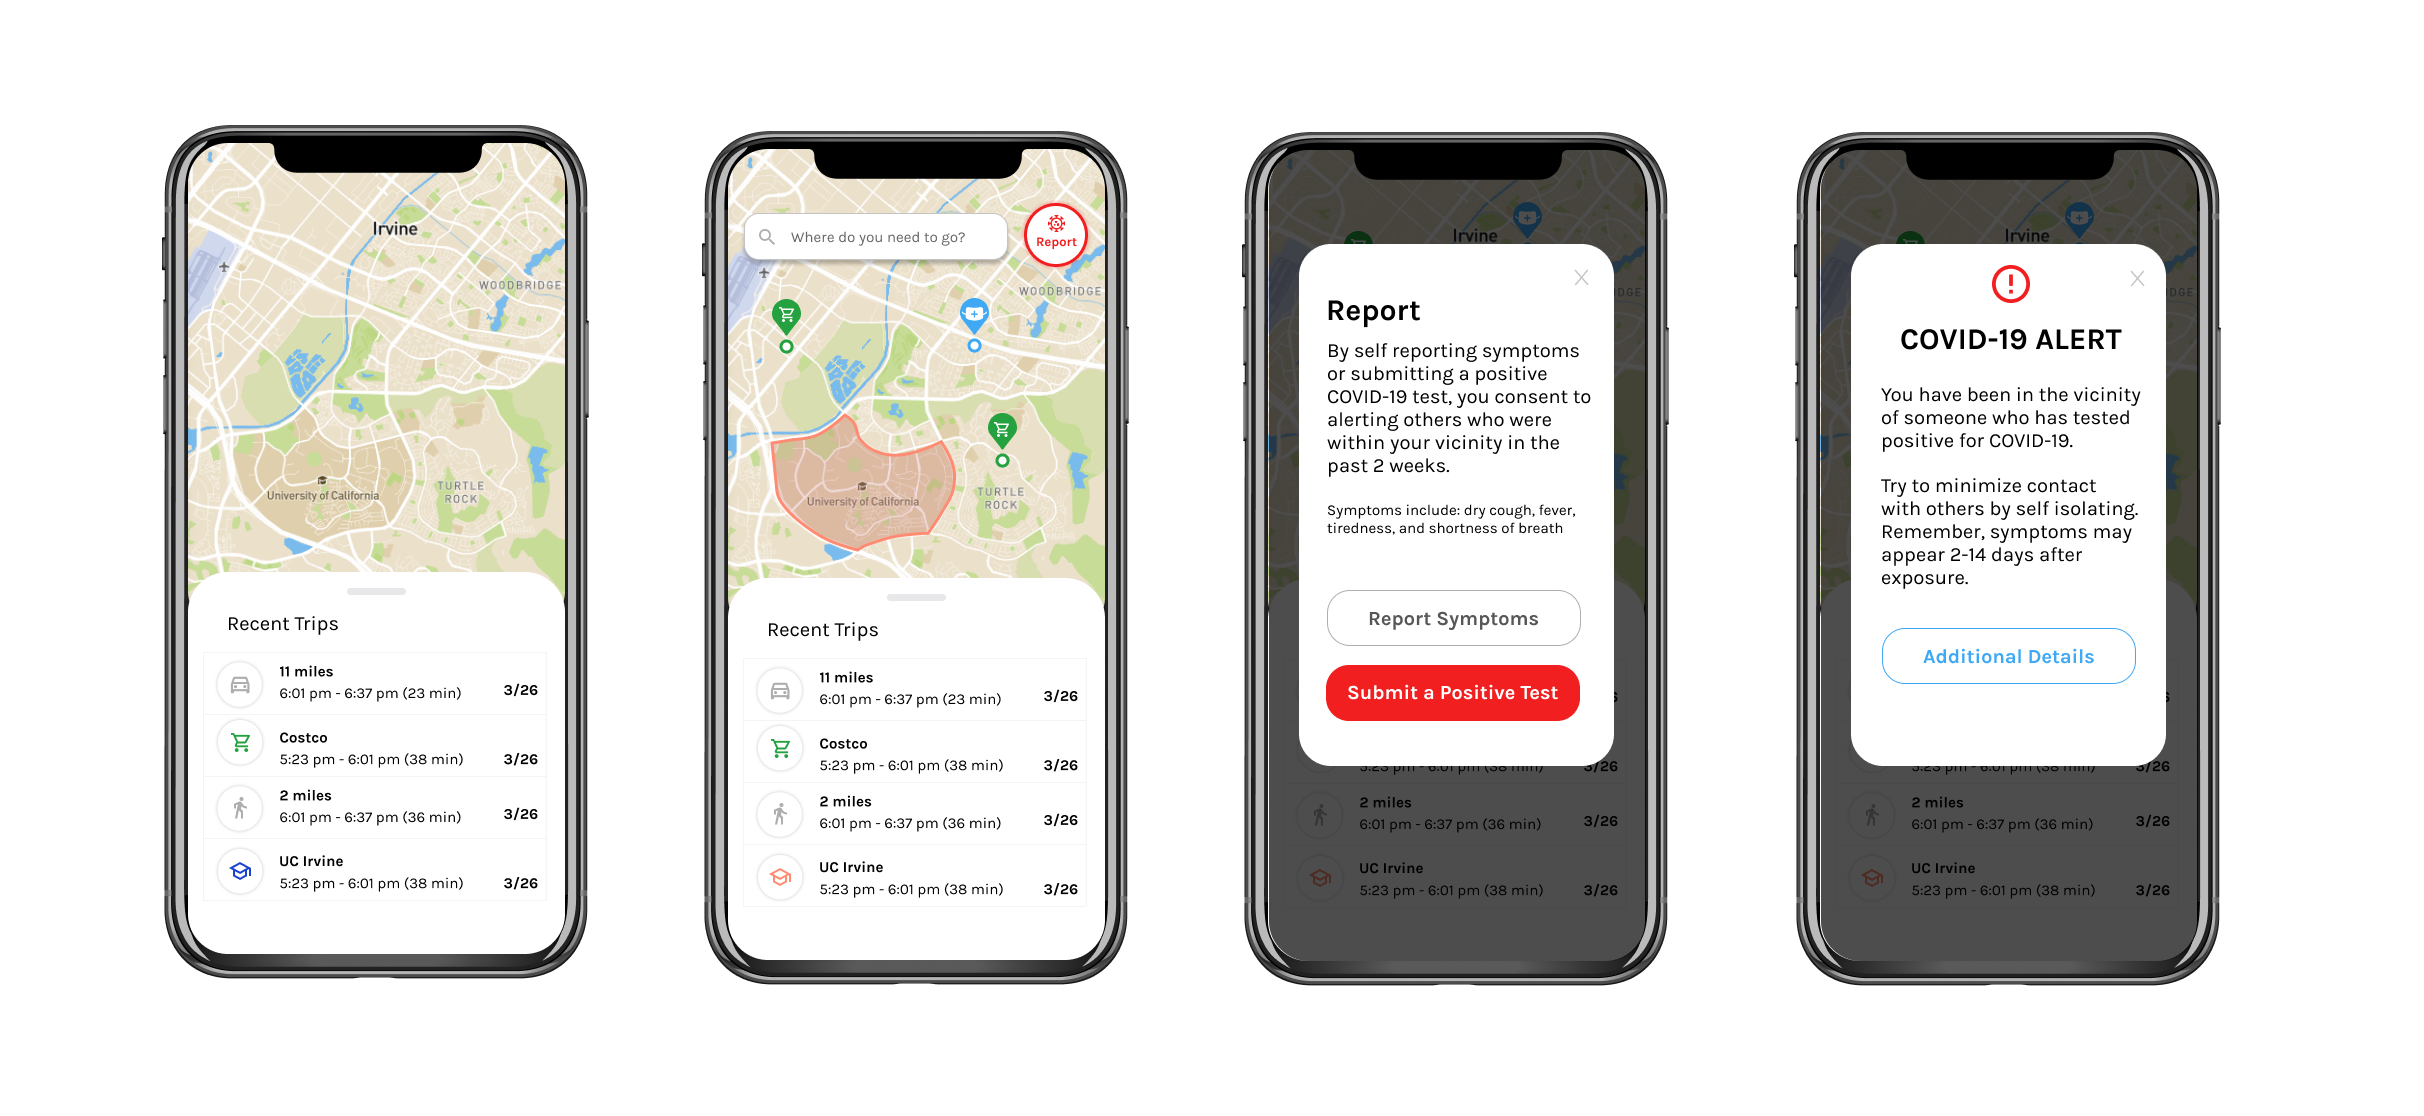 Irvine
WOODBRIDGE
University of California
TURTLE
ROCK
Recent Trips
11 miles
6:01 pm - 6:37 pm (23 min)
3/26
Costco
5:23 pm - 6:01 pm (38 min)
3/26
2 miles
6:01 pm - 6:37 pm (36 min)
3/26
UC Irvine
5:23 pm - 6:01 pm (38 min)
3/26
Where do you need to go?
Report
WOODBRIDGE
University of California
TURTLE
ROCK
Recent Trips
11 miles
6:01 pm - 6:37 pm (23 min)
3/26
Costco
5:23 pm - 6:01 pm (38 min)
3/26
2 miles
6:01 pm - 6:37 pm (36 min)
3/26
UC Irvine
5:23 pm - 6:01 pm (38 min)
3/26
Irvine
X
Report
By self reporting symptoms
or submitting a positive
COVID-19 test, you consent to
alerting others who were
within your vicinity in the
past 2 weeks.
Symptoms include: dry cough, fever,
tiredness, and shortness of breath
Report Symptoms
Submit a Positive Test
5:23 pm - 6:01 pm (38 min)
3/26
2 miles
6:01 pm - 6:37 pm (36 min)
3/26
UC Irvine
5:23 pm - 6:01 pm (38 min)
3/26
Irvine
X
COVID-19 ALERT
You have been in the vicinity
of someone who has tested
positive for COVID-19.
Try to minimize contact
with others by self isolating.
Remember, symptoms may
appear 2-14 days after
exposure.
Additional Details
5:23 pm - 6:01 pm (38 min)
3/26
2 miles
6:01 pm - 6:37 pm (36 min)
3/26
UC Irvine
5:23 pm - 6:01 pm (38 min)
3/26